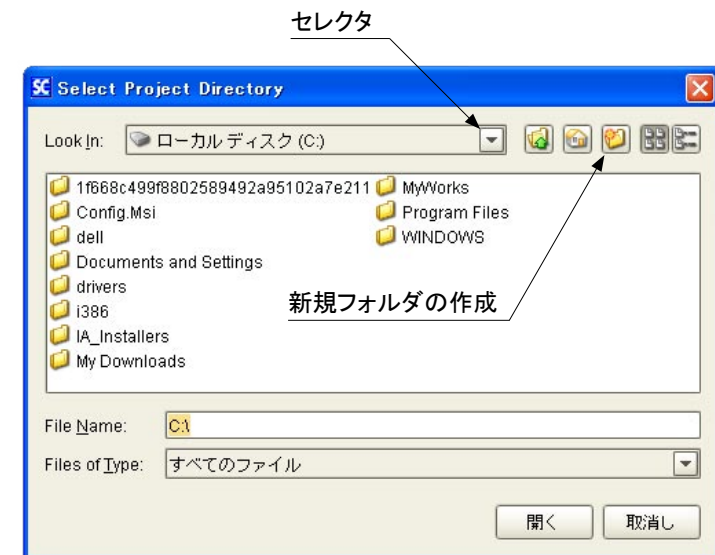 セレクタ
SC Select Project Directory
Look In: ローカル ディスク (C:)
1f668c499f8802589492a95102a7e211
Config.Msi
dell
Documents and Settings
drivers
i386
IA_Installers
My Downloads
MyWorks
Program Files
WINDOWS
新規フォルダの作成
File Name: C:\
Files of Type: すべてのファイル
開く 取消し